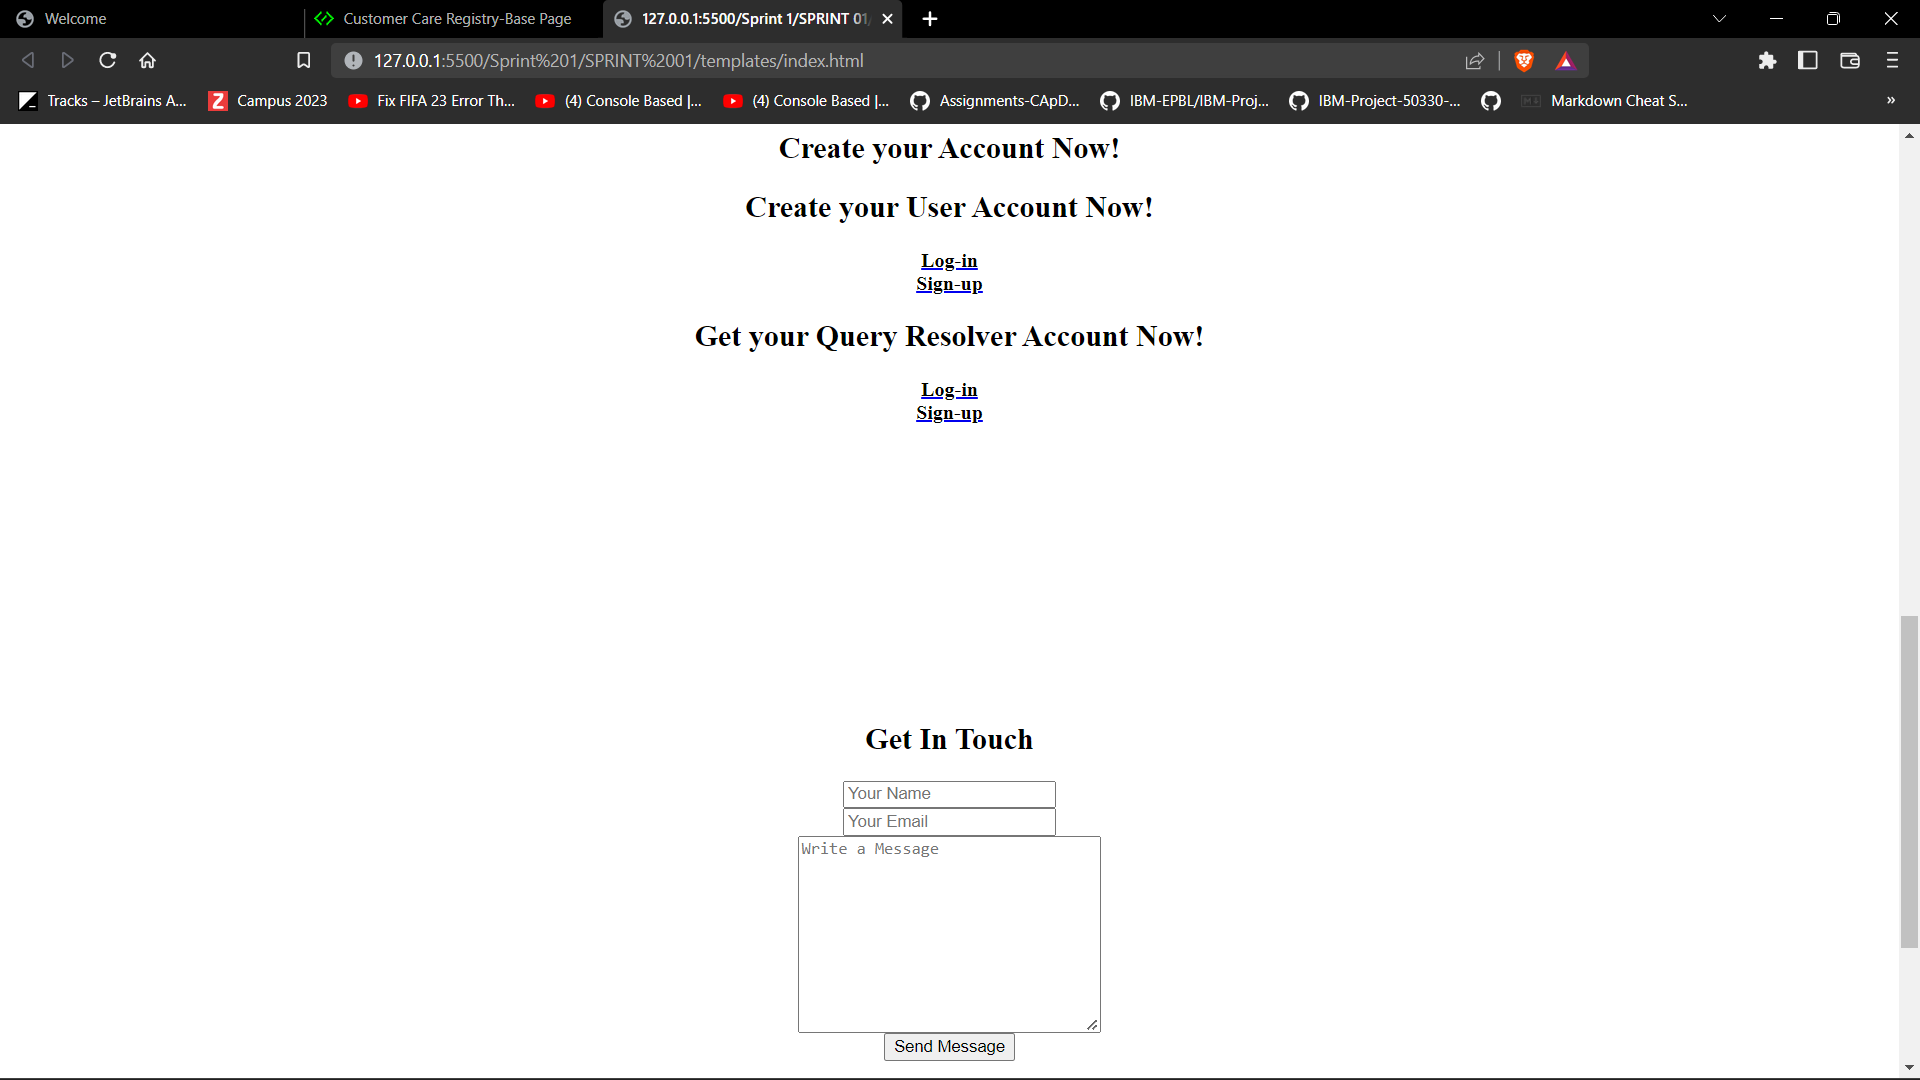 Welcome
Customer Care Registry-Base Page
127.0.0.1:5500/Sprint 1/SPRINT 01/
127.0.0.1:5500/Sprint%201/SPRINT%2001/templates/index.html
Tracks – JetBrains A...
Campus 2023
Fix FIFA 23 Error Th...
(4) Console Based |...
(4) Console Based |...
Assignments-CApD...
IBM-EPBL/IBM-Proj...
IBM-Project-50330-...
Markdown Cheat S...
»
Create your Account Now!
Create your User Account Now!
Log-in
Sign-up
Get your Query Resolver Account Now!
Log-in
Sign-up
Get In Touch
Your Name
Your Email
Write a Message
Send Message